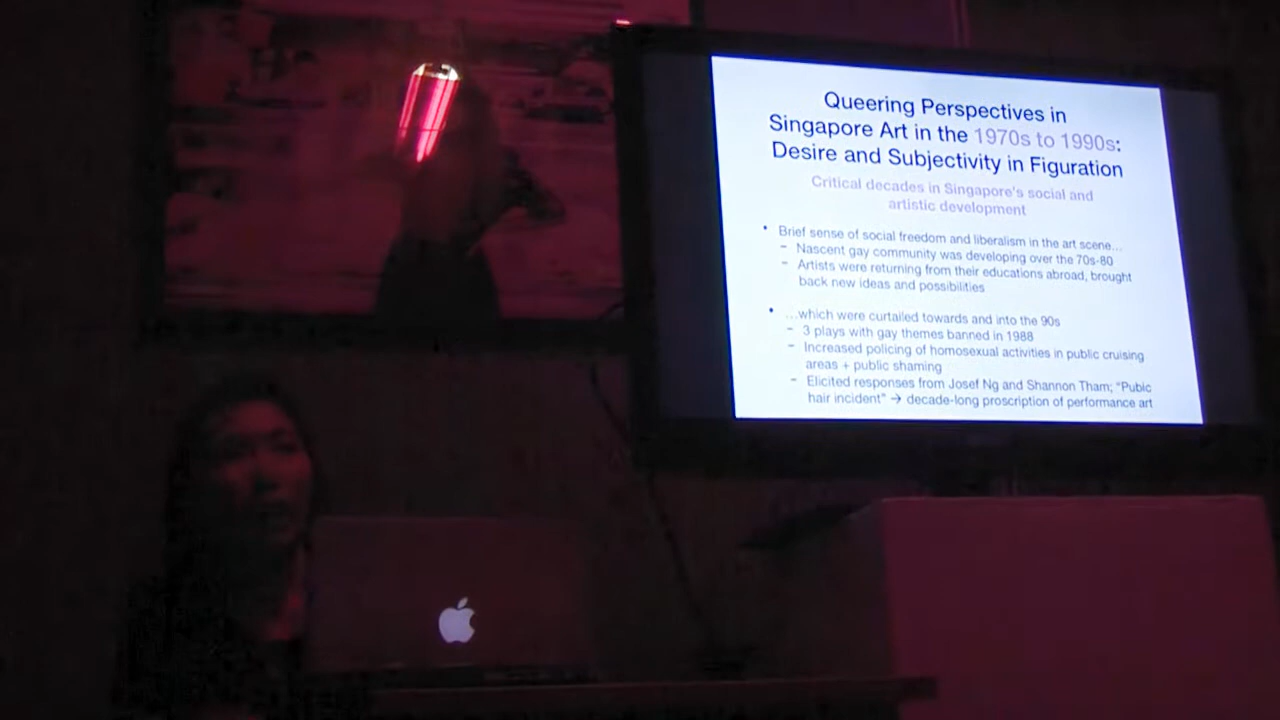 Queering Perspectives in
Singapore Art in the 1970s to 1990s:
Desire and Subjectivity in Figuration
Critical decades in Singapore's social and
artistic development
• Brief sense of social freedom and liberalism in the art scene...
– Nascent gay community was developing over the 70s-80
– Artists were returning from their educations abroad, brought
back new ideas and possibilities
• ...which were curtailed towards and into the 90s
– 3 plays with gay themes banned in 1988
– Increased policing of homosexual activities in public cruising
areas + public shaming
– Elicited responses from Josef Ng and Shannon Tham; "Pubic
hair incident" → decade-long proscription of performance art